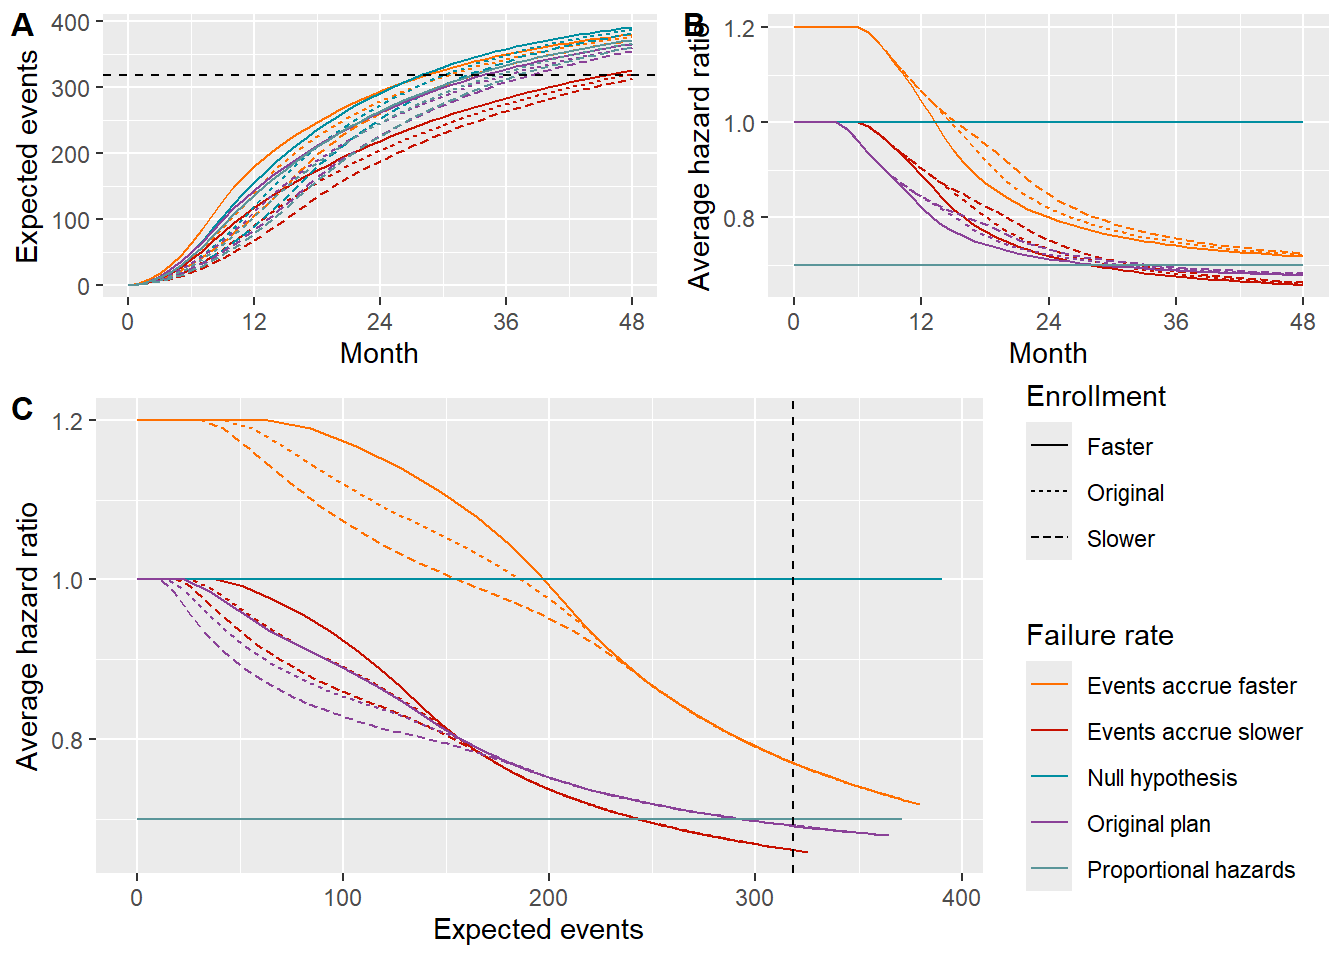 A
Expected events
400
300
200
100
0
0 12 24 36 48
Month
B
Average hazard ratio
1.2
1.0
0.8
0 12 24 36 48
Month
C
Average hazard ratio
1.2
1.0
0.8
0 100 200 300 400
Expected events
Enrollment
Faster
Original
Slower
Failure rate
Events accrue faster
Events accrue slower
Null hypothesis
Original plan
Proportional hazards